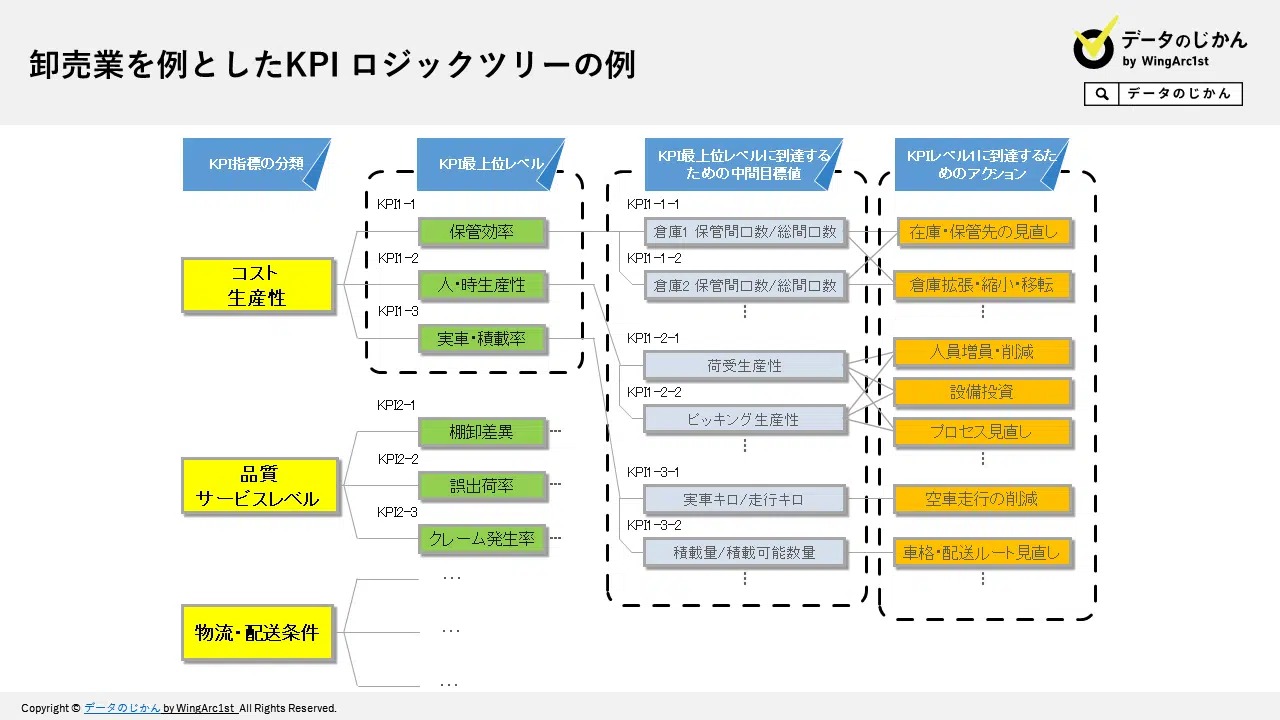 卸売業を例としたKPI ロジックツリーの例
データのじかん
by WingArc1st
データのじかん
KPI指標の分類
KPI最上位レベル
KPI最上位レベルに到達する
ための中間目標値
KPIレベル1に到達するた
めのアクション
KPI1-1
保管効率
KPI1-2
人・時生産性
KPI1-3
実車・積載率
コスト
生産性
KPI2-1
棚卸差異
KPI2-2
誤出荷率
KPI2-3
クレーム発生率
品質
サービスレベル
物流・配送条件
...
...
...
KPI1-1-1
倉庫1 保管間口数/総間口数
KPI1-1-2
倉庫2 保管間口数/総間口数
KPI1-2-1
荷受生産性
KPI1-2-2
ピッキング生産性
KPI1-3-1
実車キロ/走行キロ
KPI1-3-2
積載量/積載可能数量
在庫・保管先の見直し
倉庫拡張・縮小・移転
人員増員・削減
設備投資
プロセス見直し
空車走行の削減
車格・配送ルート見直し
Copyright © データのじかん by WingArc1st All Rights Reserved.